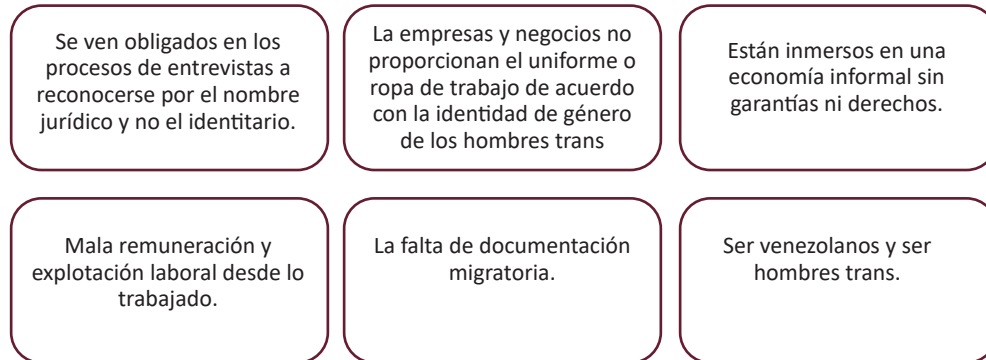 Se ven obligados en los
procesos de entrevistas a
reconocerse por el nombre
jurídico y no el identitario.
La empresas y negocios no
proporcionan el uniforme o
ropa de trabajo de acuerdo
con la identidad de género
de los hombres trans
Están inmersos en una
economía informal sin
garantías ni derechos.
Mala remuneración y
explotación laboral desde lo
trabajado.
La falta de documentación
migratoria.
Ser venezolanos y ser
hombres trans.